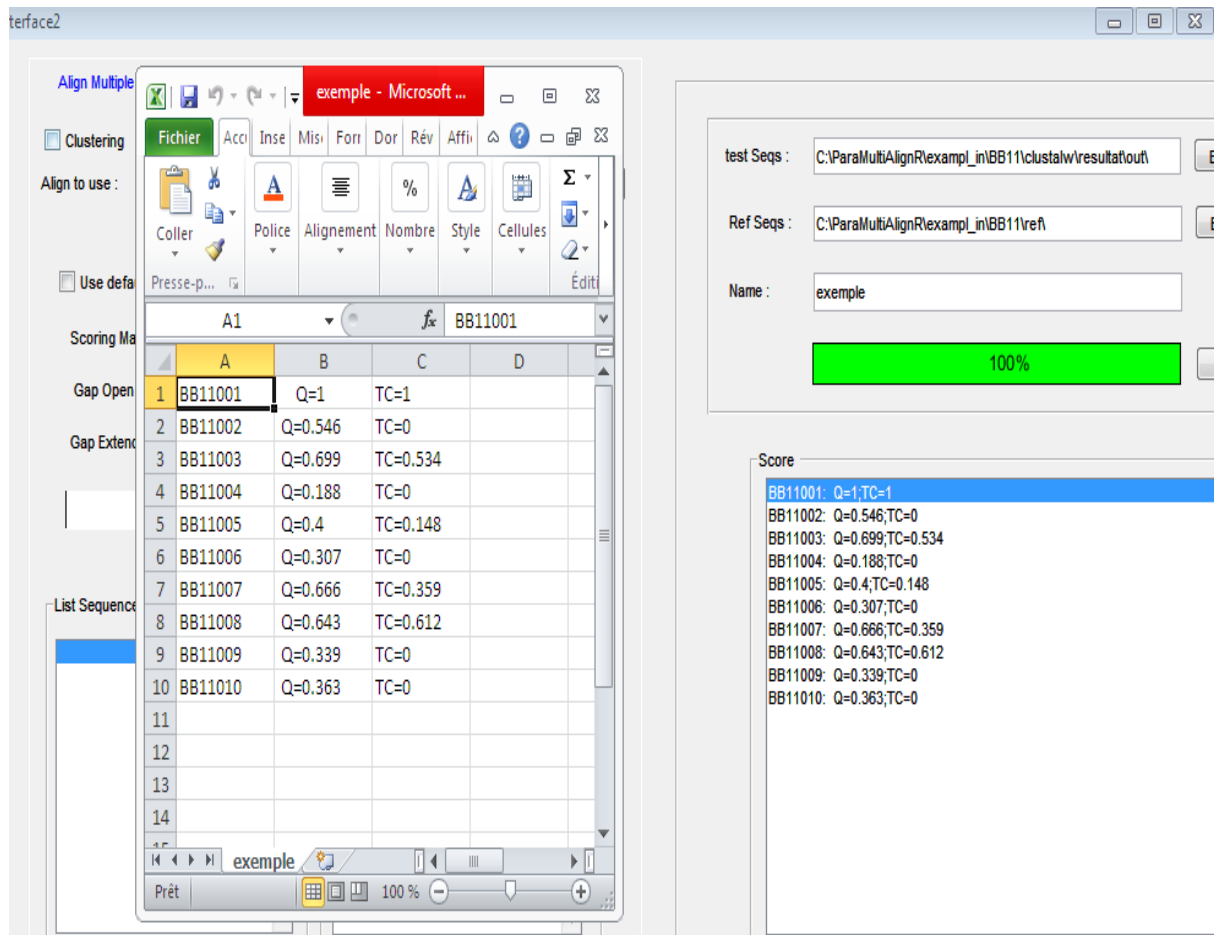 terface2
Align Multiple
Clustering
Align to use :
Use defa
Scoring Ma
Gap Open
Gap Extend
List Sequence
exemple - Microsoft ...
Fichier Acc Inse Mis Forr Dor Rév Affi
Coller Police Alignement Nombre Style Cellules
Presse-p... Éditi
A1 fx BB11001
A B C D
1 BB11001 Q=1 TC=1
2 BB11002 Q=0.546 TC=0
3 BB11003 Q=0.699 TC=0.534
4 BB11004 Q=0.188 TC=0
5 BB11005 Q=0.4 TC=0.148
6 BB11006 Q=0.307 TC=0
7 BB11007 Q=0.666 TC=0.359
8 BB11008 Q=0.643 TC=0.612
9 BB11009 Q=0.339 TC=0
10 BB11010 Q=0.363 TC=0
11
12
13
14
15
exemple
Prêt 100 %
test Seqs : C:\ParaMultiAlignR\exampl_in\BB11\clustalw\resultat\out\
Ref Seqs : C:\ParaMultiAlignR\exampl_in\BB11\ref\
Name : exemple
100%
Score
BB11001: Q=1;TC=1
BB11002: Q=0.546;TC=0
BB11003: Q=0.699;TC=0.534
BB11004: Q=0.188;TC=0
BB11005: Q=0.4;TC=0.148
BB11006: Q=0.307;TC=0
BB11007: Q=0.666;TC=0.359
BB11008: Q=0.643;TC=0.612
BB11009: Q=0.339;TC=0
BB11010: Q=0.363;TC=0